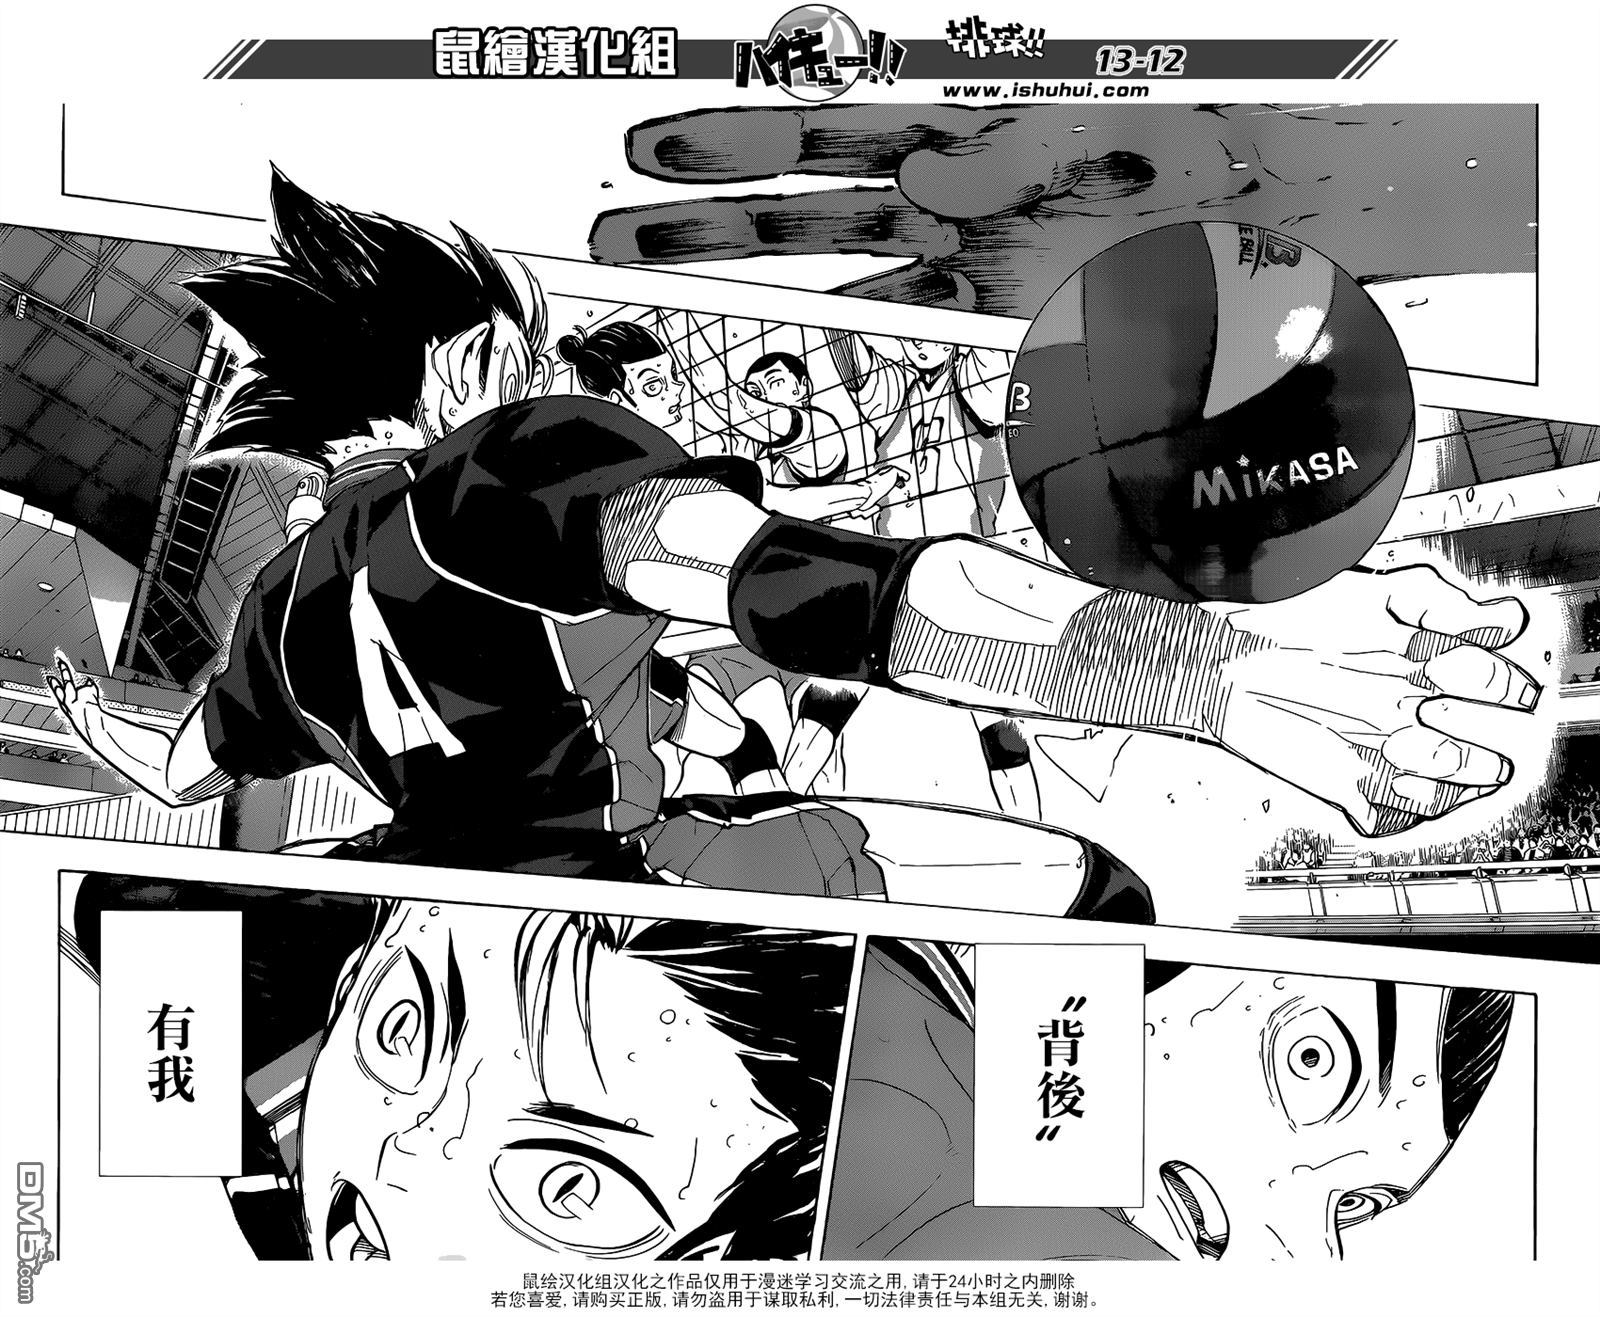 鼠繪漢化組
ハイキュー!!
排球!!
13-12
www.ishuhui.com
B
E BALL
B
EO
MIKASA
“背後”
有我
DM5.com
鼠绘汉化组汉化之作品仅用于漫迷学习交流之用,请于24小时之内删除
若您喜爱,请购买正版,请勿盗用于谋取私利,一切法律责任与本组无关,谢谢。